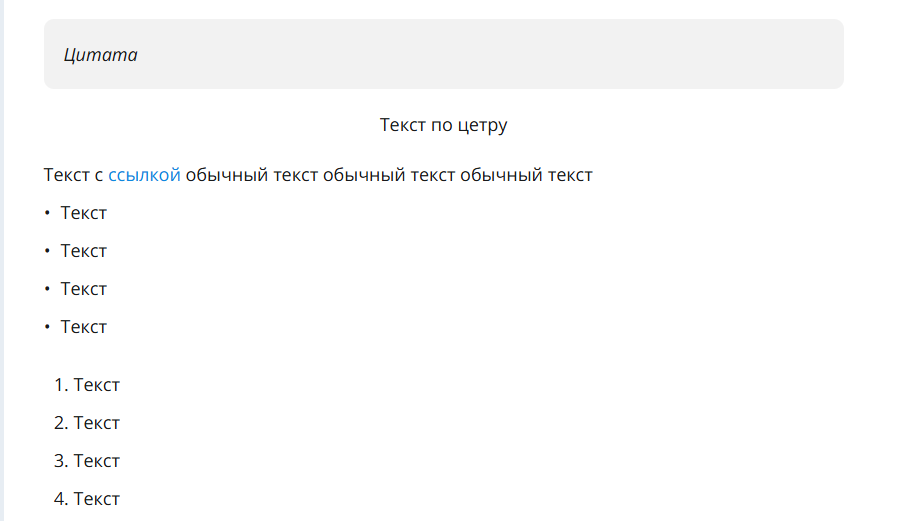 Цитата
Текст по цетру
Текст с ссылкой обычный текст обычный текст обычный текст
• Текст
• Текст
• Текст
• Текст
1. Текст
2. Текст
3. Текст
4. Текст